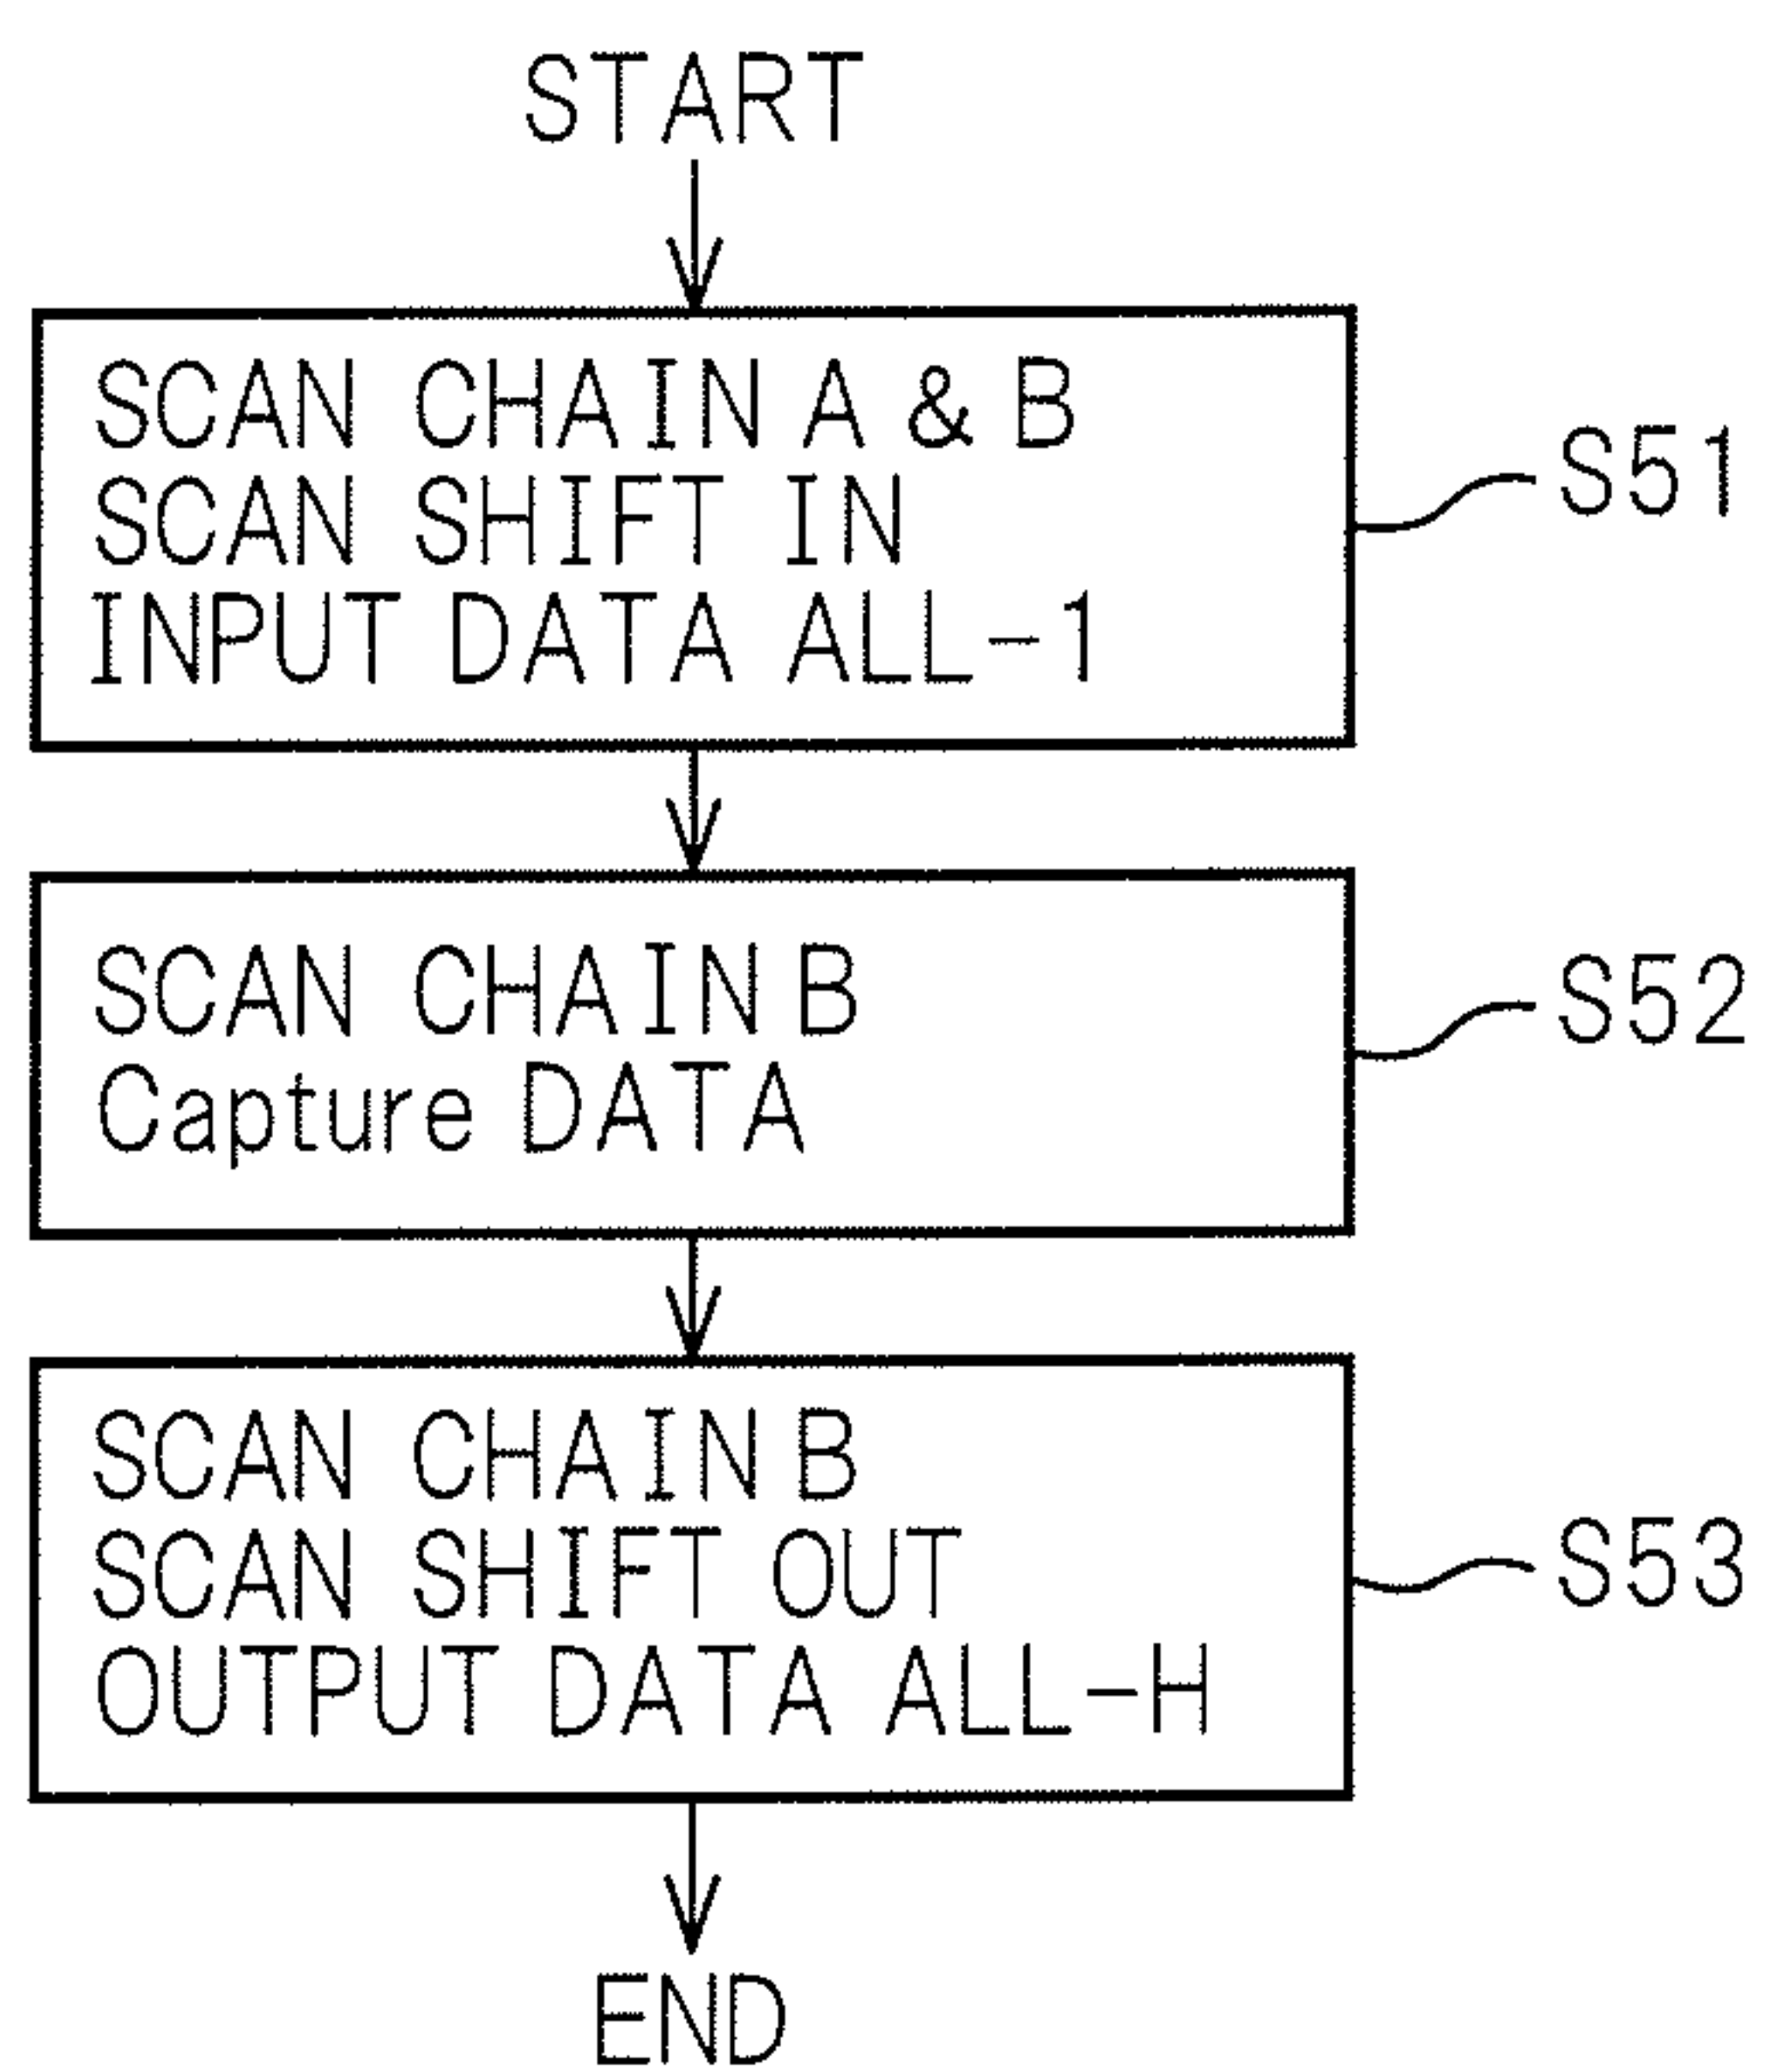 START
SCAN CHAIN A & B
SCAN SHIFT IN
INPUT DATA ALL-1
S51
SCAN CHAIN B
Capture DATA
S52
SCAN CHAIN B
SCAN SHIFT OUT
OUTPUT DATA ALL-H
S53
END